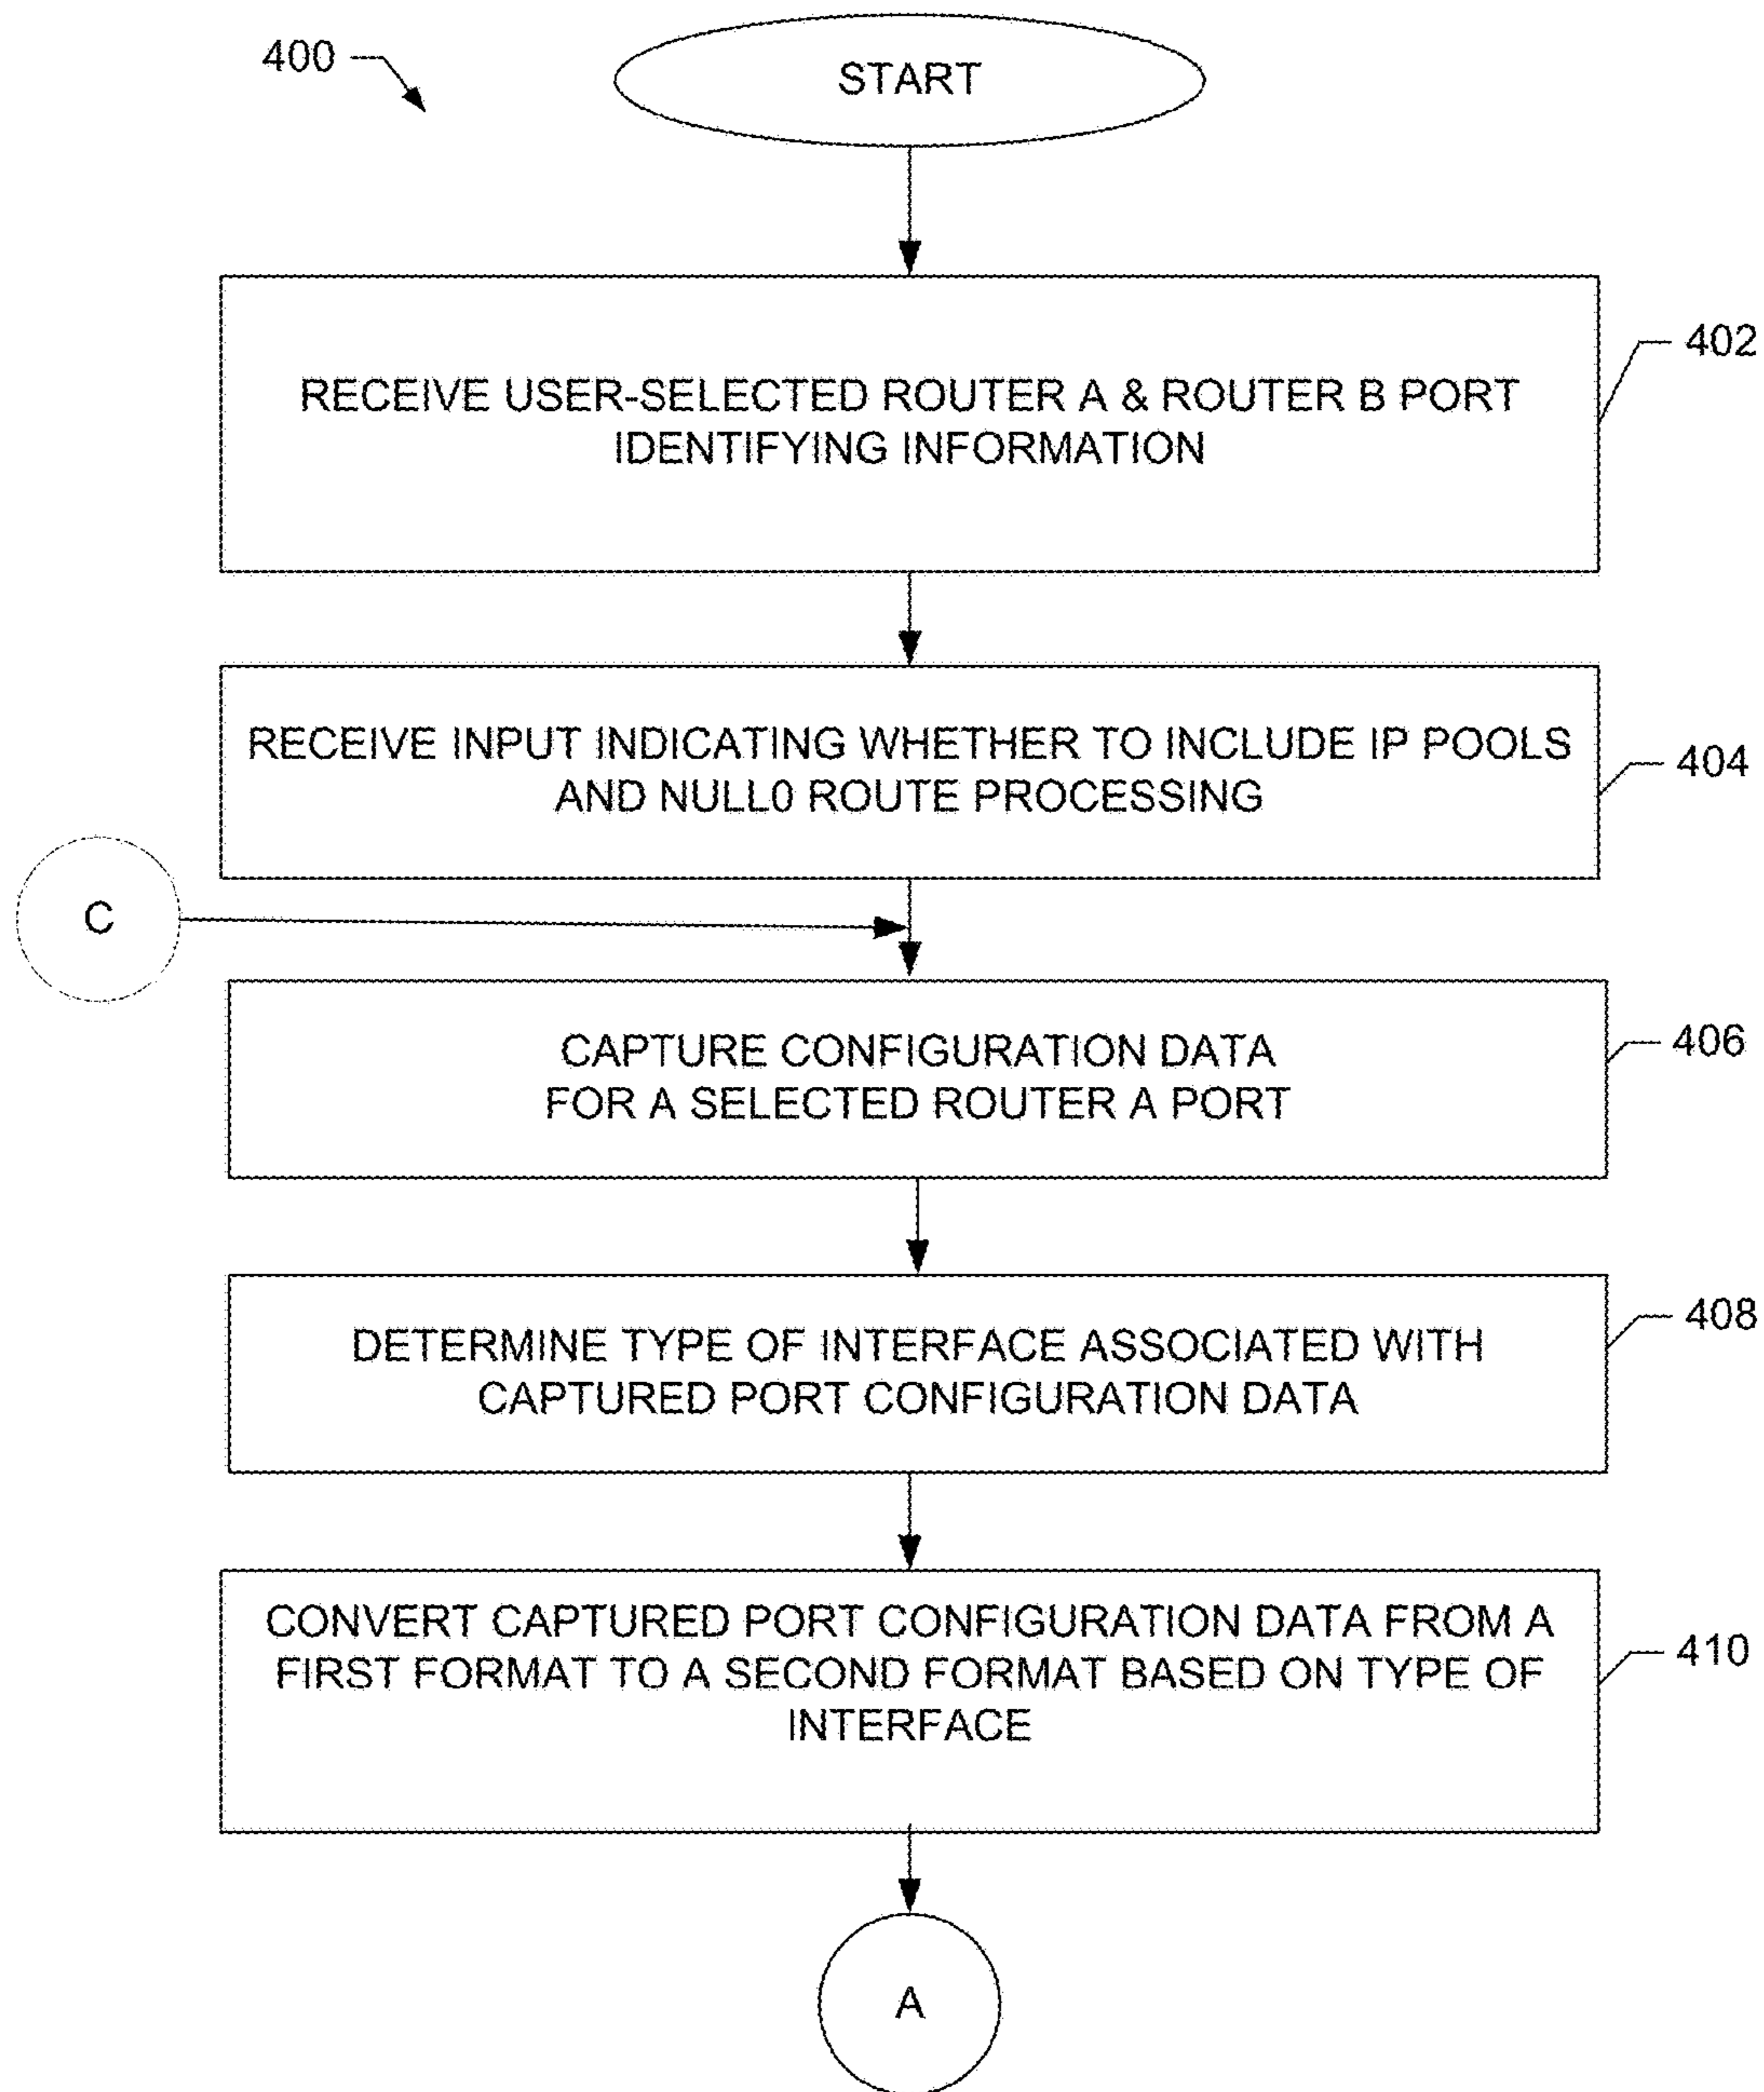 400
START
RECEIVE USER-SELECTED ROUTER A & ROUTER B PORT
IDENTIFYING INFORMATION
402
RECEIVE INPUT INDICATING WHETHER TO INCLUDE IP POOLS
AND NULL0 ROUTE PROCESSING
404
C
CAPTURE CONFIGURATION DATA
FOR A SELECTED ROUTER A PORT
406
DETERMINE TYPE OF INTERFACE ASSOCIATED WITH
CAPTURED PORT CONFIGURATION DATA
408
CONVERT CAPTURED PORT CONFIGURATION DATA FROM A
FIRST FORMAT TO A SECOND FORMAT BASED ON TYPE OF
INTERFACE
410
A